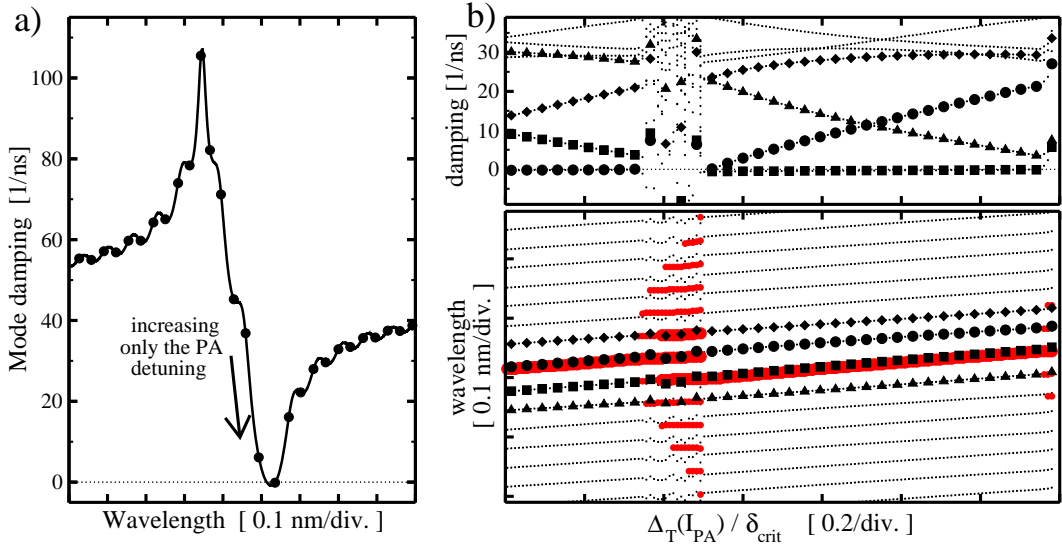 a)
Mode damping [1/ns]
100
80
60
40
20
0
increasing
only the PA
detuning
Wavelength [ 0.1 nm/div. ]
b)
damping [1/ns]
30
20
10
0
wavelength
[ 0.1 nm/div. ]
Δ_T(I_PA) / δ_crit [ 0.2/div. ]